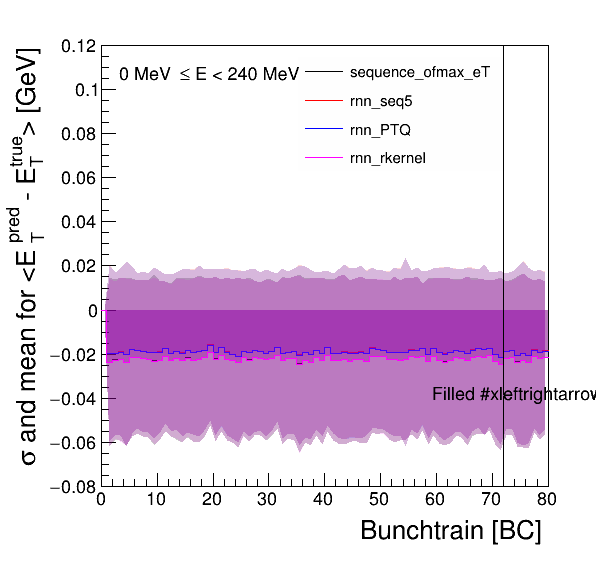 0.12
0.1
0.08
0.06
0.04
0.02
0
−0.02
−0.04
−0.06
−0.08
σ and mean for <E_T^pred - E_T^true> [GeV]
0 MeV ≤ E < 240 MeV
sequence_ofmax_eT
rnn_seq5
rnn_PTQ
rnn_rkernel
Filled #xleftrightarrow
0 10 20 30 40 50 60 70 80
Bunchtrain [BC]